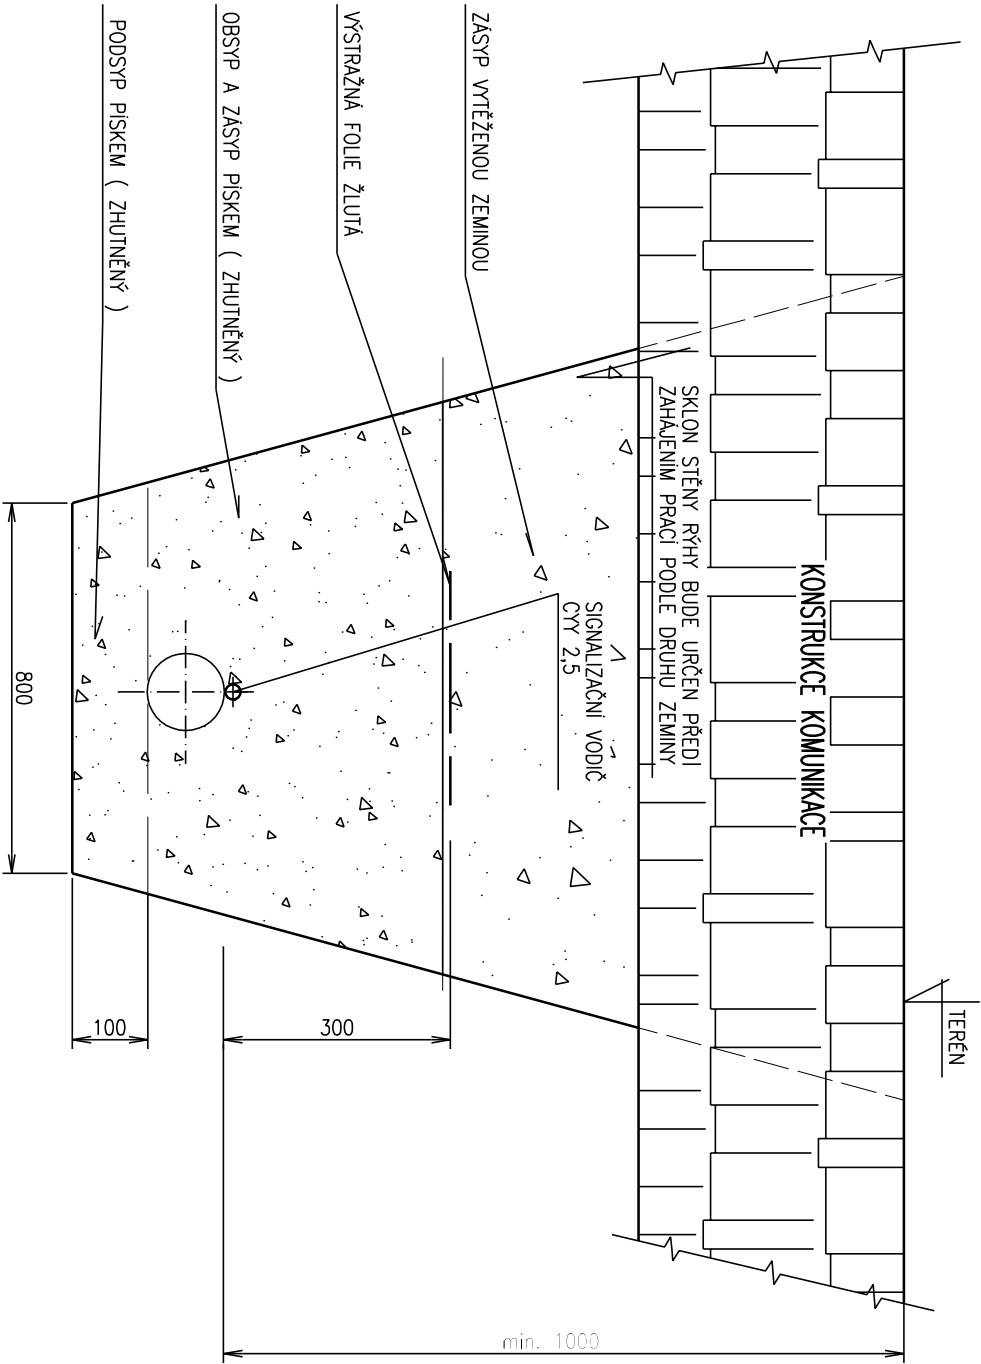 TERÉN
KONSTRUKCE KOMUNIKACE
SKLON STĚNY RÝHY BUDE URČEN PŘEDI
ZAHÁJENÍM PRACÍ PODLE DRUHU ZEMINY
SIGNALIZAČNÍ VODIČ
CYY 2,5
ZÁSYP VYTĚŽENOU ZEMINOU
VÝSTRAŽNÁ FOLIE ŽLUTÁ
OBSYP A ZÁSYP PÍSKEM ( ZHUTNĚNÝ )
PODSYP PÍSKEM ( ZHUTNĚNÝ )
800
100
300
min. 1000